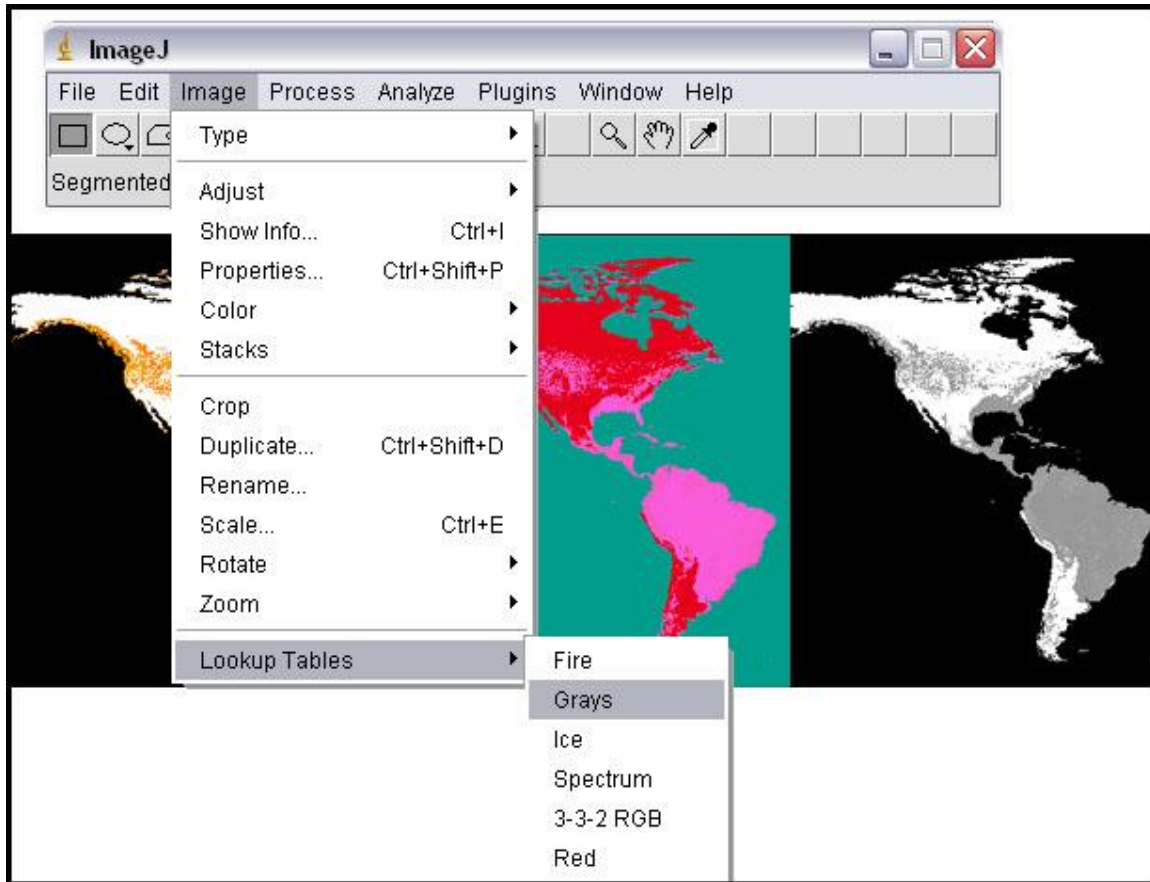 ImageJ
File Edit Image Process Analyze Plugins Window Help
Segmented
Type
Adjust
Show Info... Ctrl+I
Properties... Ctrl+Shift+P
Color
Stacks
Crop
Duplicate... Ctrl+Shift+D
Rename...
Scale... Ctrl+E
Rotate
Zoom
Lookup Tables
Fire
Grays
Ice
Spectrum
3-3-2 RGB
Red